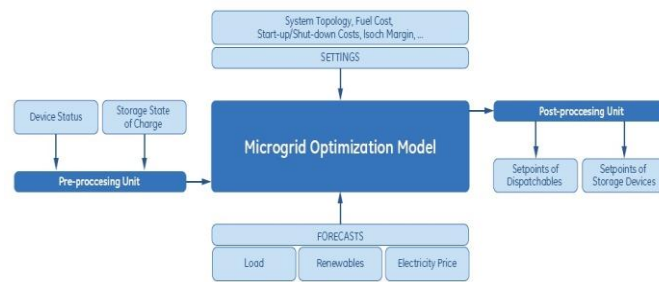 System Topology, Fuel Cost,
Start-up/Shut-down Costs, Isoch Margin, ...
SETTINGS
Device Status
Storage State
of Charge
Pre-proccesing Unit
Microgrid Optimization Model
Post-proccesing Unit
Setpoints of
Dispatchables
Setpoints of
Storage Devices
FORECASTS
Load
Renewables
Electricity Price